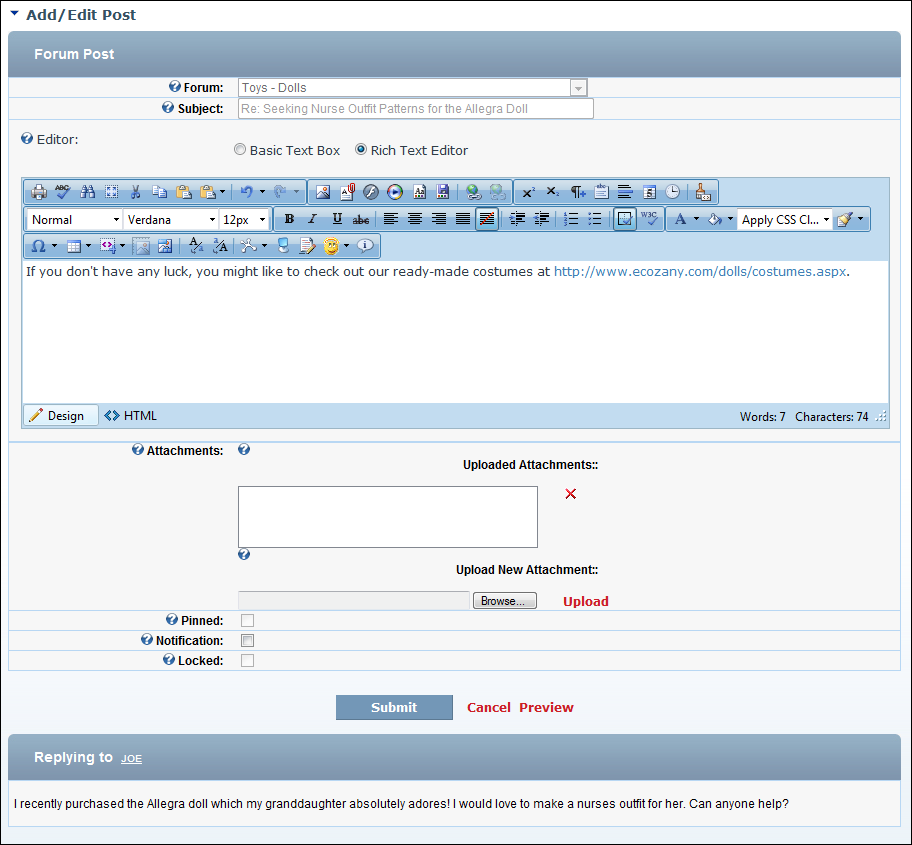 Add/Edit Post
Forum Post
Forum: Toys - Dolls
Subject: Re: Seeking Nurse Outfit Patterns for the Allegra Doll
Editor:
Basic Text Box Rich Text Editor
Normal Verdana 12px B I U abc W3C A Apply CSS Cl...
If you don't have any luck, you might like to check out our ready-made costumes at http://www.ecozany.com/dolls/costumes.aspx.
Design HTML Words: 7 Characters: 74
Attachments:
Uploaded Attachments::
Upload New Attachment::
Browse... Upload
Pinned:
Notification:
Locked:
Submit Cancel Preview
Replying to JOE
I recently purchased the Allegra doll which my granddaughter absolutely adores! I would love to make a nurses outfit for her. Can anyone help?